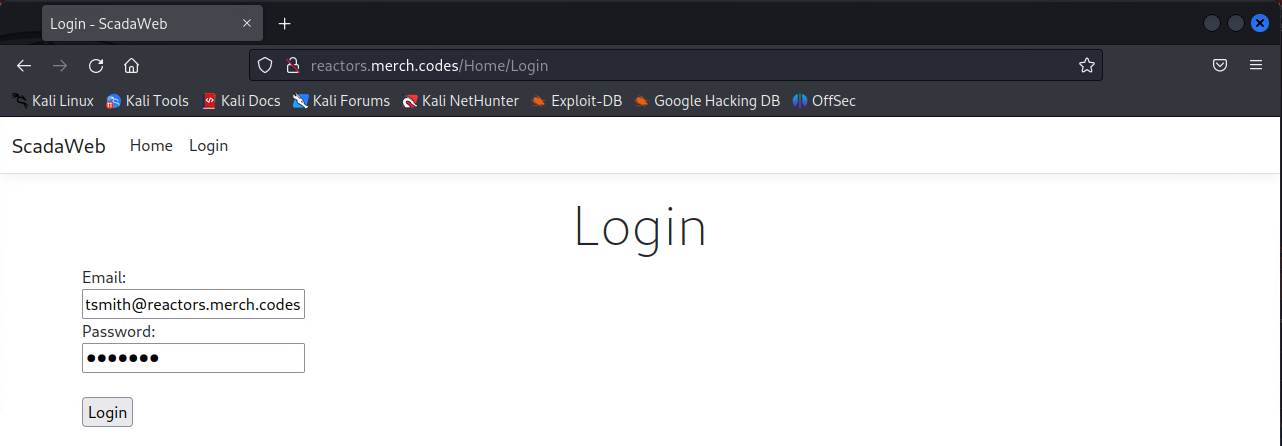 Login - ScadaWeb
reactors.merch.codes/Home/Login
Kali Linux Kali Tools Kali Docs Kali Forums Kali NetHunter Exploit-DB Google Hacking DB OffSec
ScadaWeb Home Login
Login
Email:
tsmith@reactors.merch.codes
Password:
●●●●●●●
Login